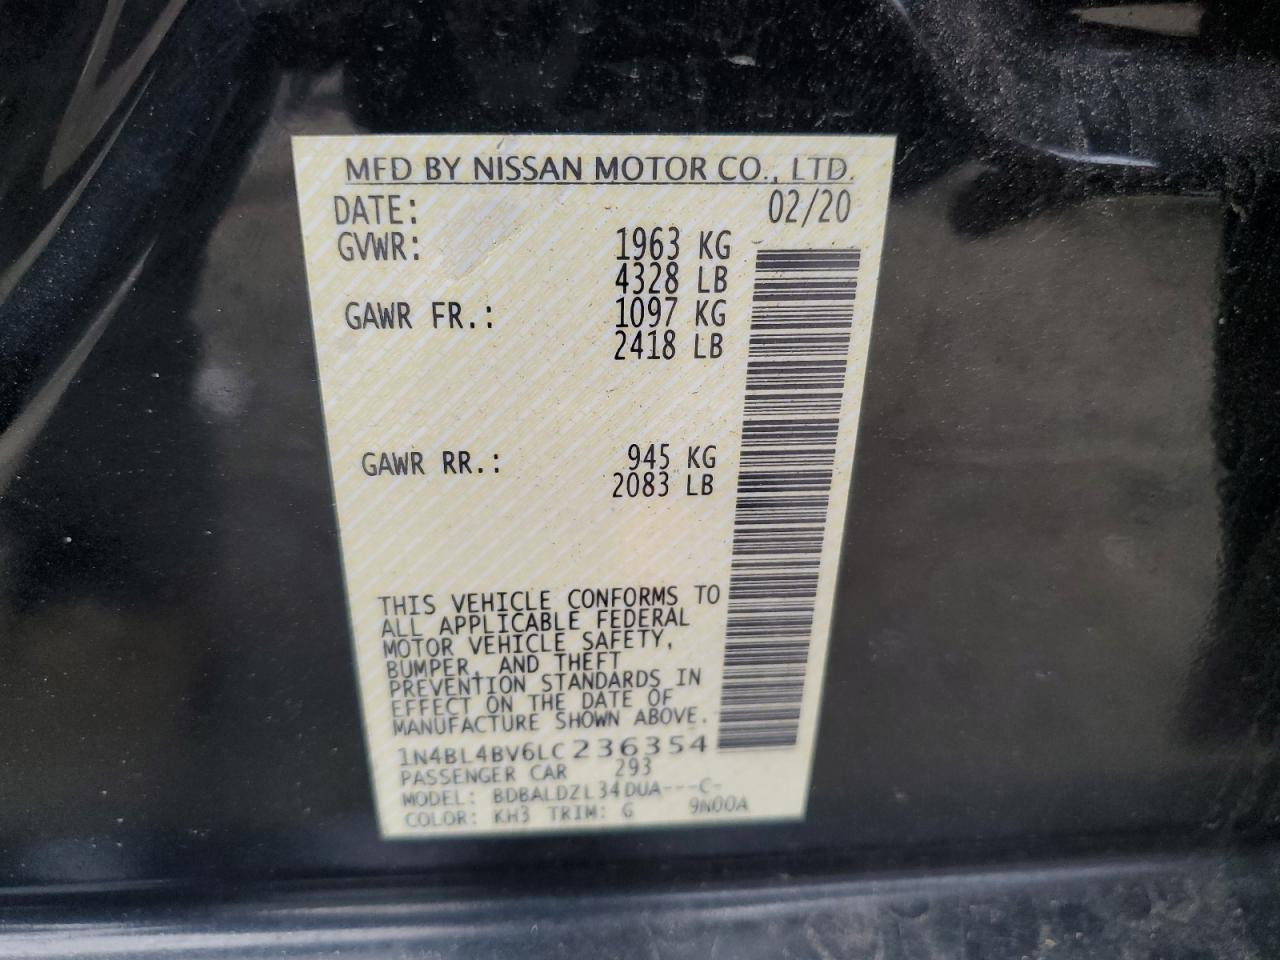 MFD BY NISSAN MOTOR CO., LTD.
DATE: 02/20
GVWR: 1963 KG
4328 LB
GAWR FR.: 1097 KG
2418 LB
GAWR RR.: 945 KG
2083 LB
THIS VEHICLE CONFORMS TO
ALL APPLICABLE FEDERAL
MOTOR VEHICLE SAFETY,
BUMPER, AND THEFT
PREVENTION STANDARDS IN
EFFECT ON THE DATE OF
MANUFACTURE SHOWN ABOVE.
1N4BL4BV6LC236354
PASSENGER CAR 293
MODEL: BDBALDZL34DUA---C-
COLOR: KH3 TRIM: G 9N00A